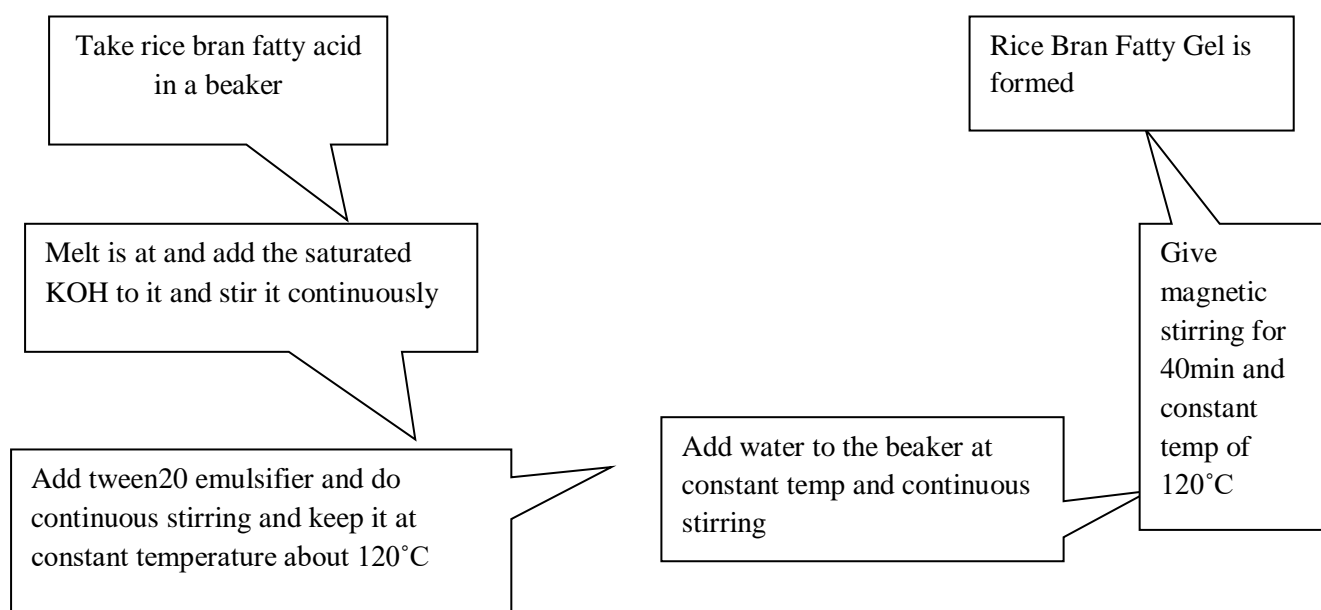 Take rice bran fatty acid
in a beaker
Melt is at and add the saturated
KOH to it and stir it continuously
Add tween20 emulsifier and do
continuous stirring and keep it at
constant temperature about 120˚C
Add water to the beaker at
constant temp and continuous
stirring
Give
magnetic
stirring for
40min and
constant
temp of
120˚C
Rice Bran Fatty Gel is
formed